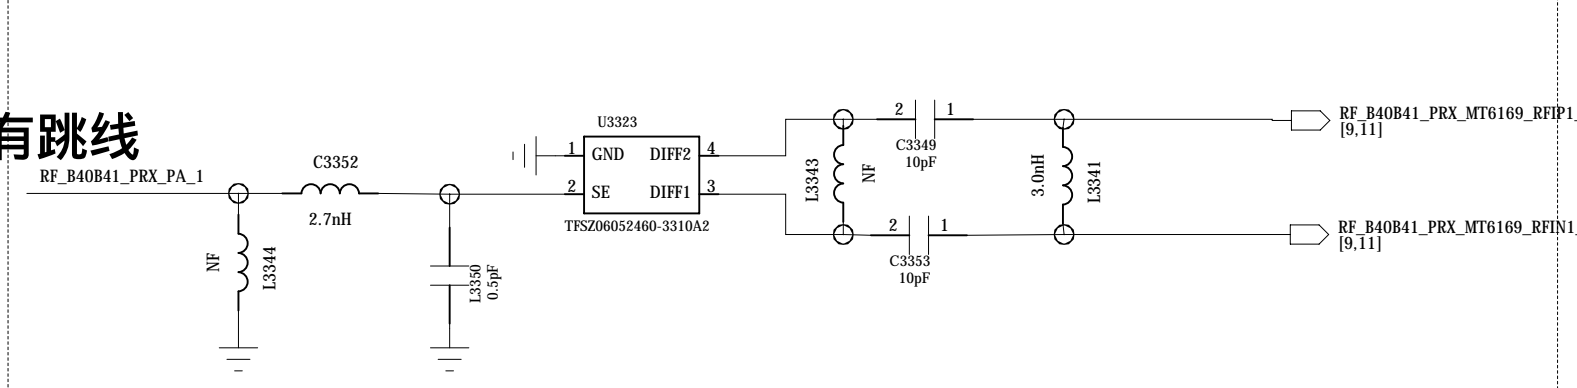 有跳线
RF_B40B41_PRX_PA_1
C3352
2.7nH
NF
L3344
L3350
0.5pF
U3323
1 GND DIFF2 4
2 SE DIFF1 3
TFSZ06052460-3310A2
L3343
NF
2 1
C3349
10pF
2 1
C3353
10pF
3.0nH
L3341
RF_B40B41_PRX_MT6169_RFIP1_
[9,11]
RF_B40B41_PRX_MT6169_RFIN1_
[9,11]